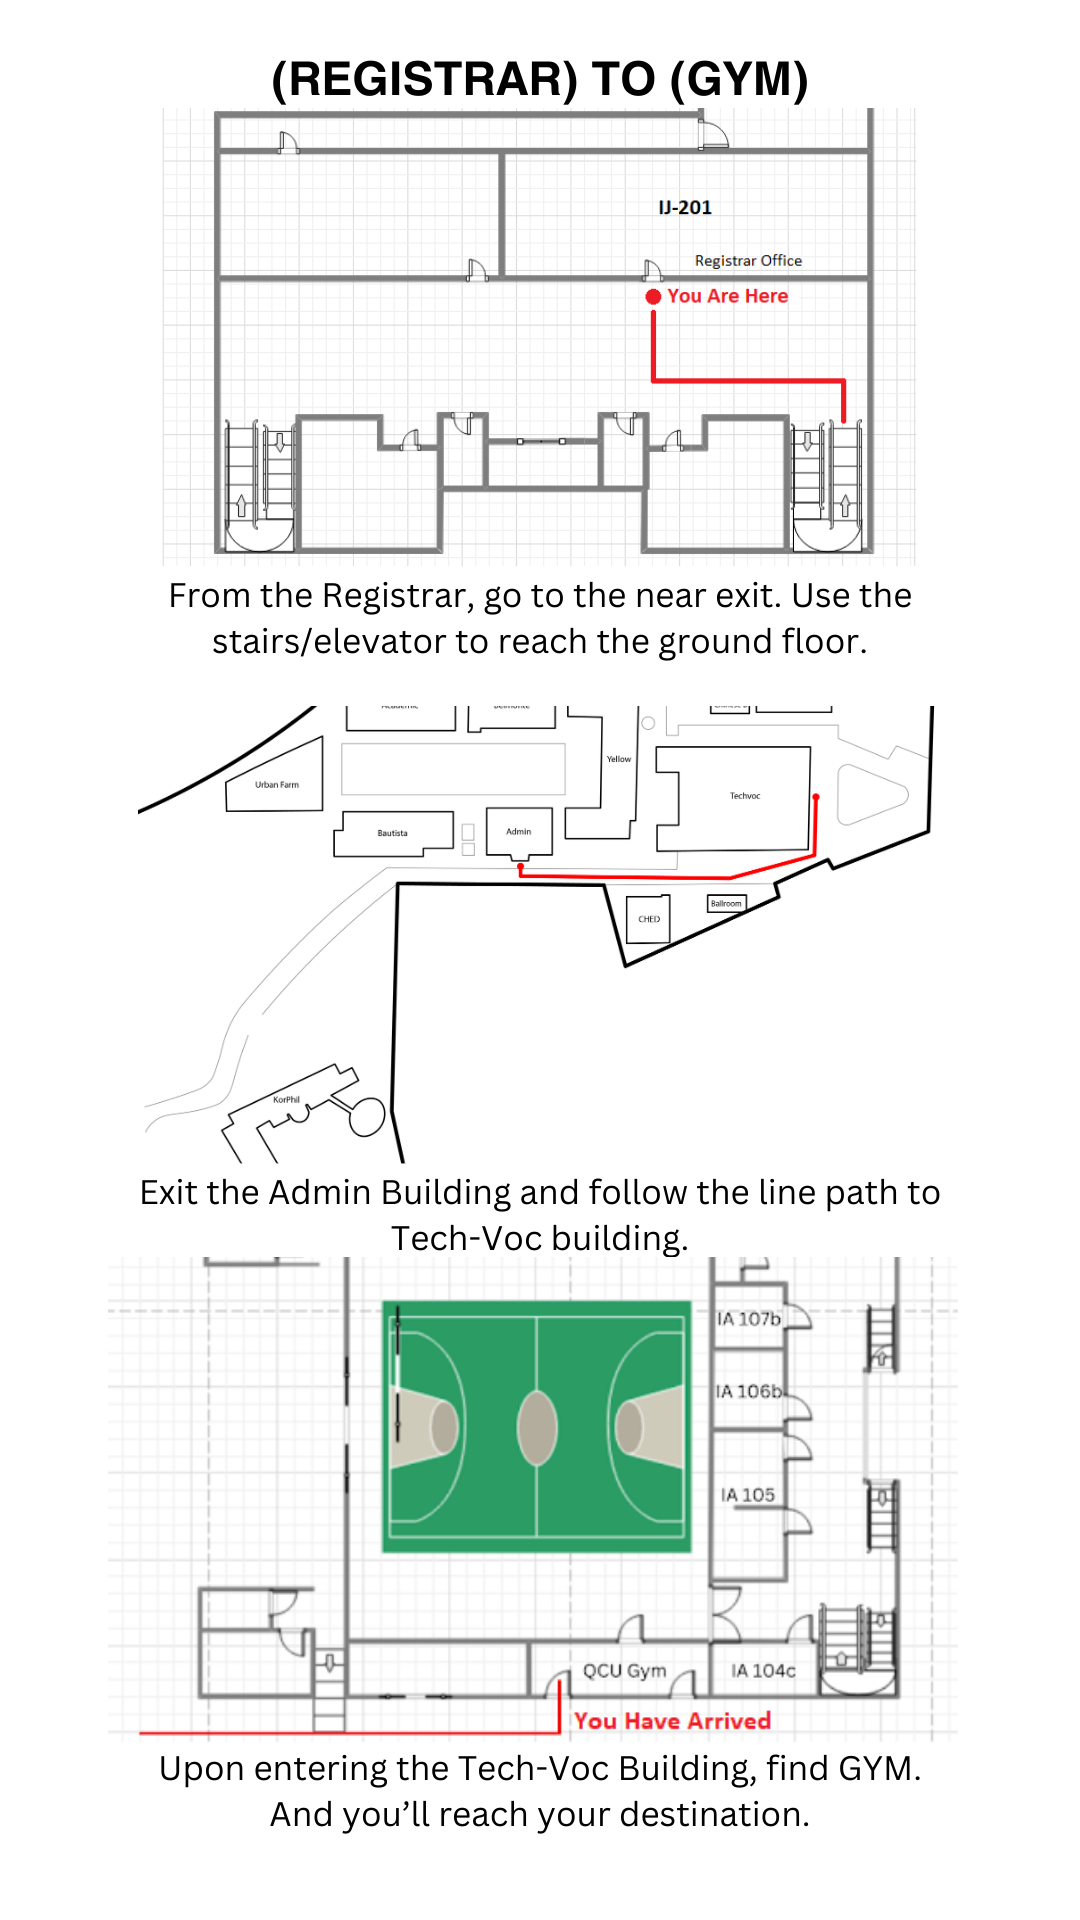 (REGISTRAR) TO (GYM)
IJ-201
Registrar Office
You Are Here
From the Registrar, go to the near exit. Use the
stairs/elevator to reach the ground floor.
Yellow
Urban Farm
Techvoc
Bautista
Admin
Ballroom
CHED
KorPhil
Exit the Admin Building and follow the line path to
Tech-Voc building.
IA 107b
IA 106b
IA 105
QCU Gym
IA 104c
You Have Arrived
Upon entering the Tech-Voc Building, find GYM.
And you’ll reach your destination.